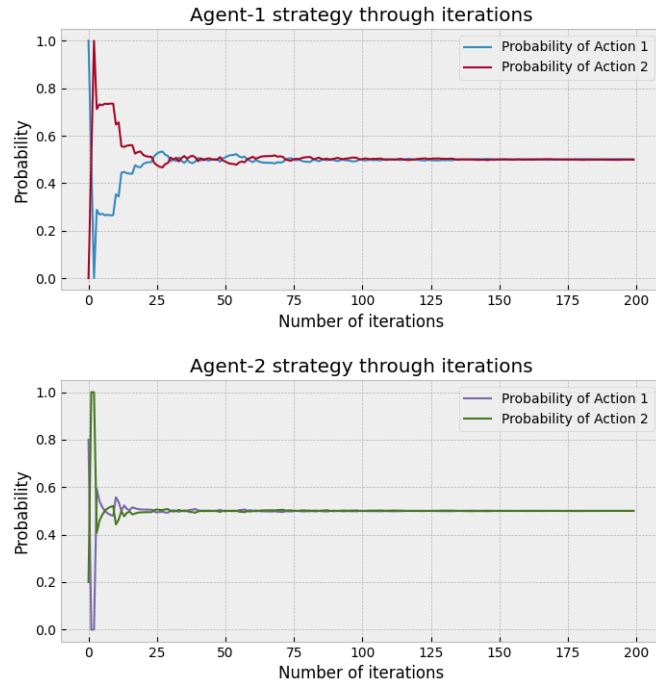 Agent-1 strategy through iterations
Probability of Action 1
Probability of Action 2
Probability
1.0
0.8
0.6
0.4
0.2
0.0
0 25 50 75 100 125 150 175 200
Number of iterations
Agent-2 strategy through iterations
Probability of Action 1
Probability of Action 2
Probability
1.0
0.8
0.6
0.4
0.2
0.0
0 25 50 75 100 125 150 175 200
Number of iterations